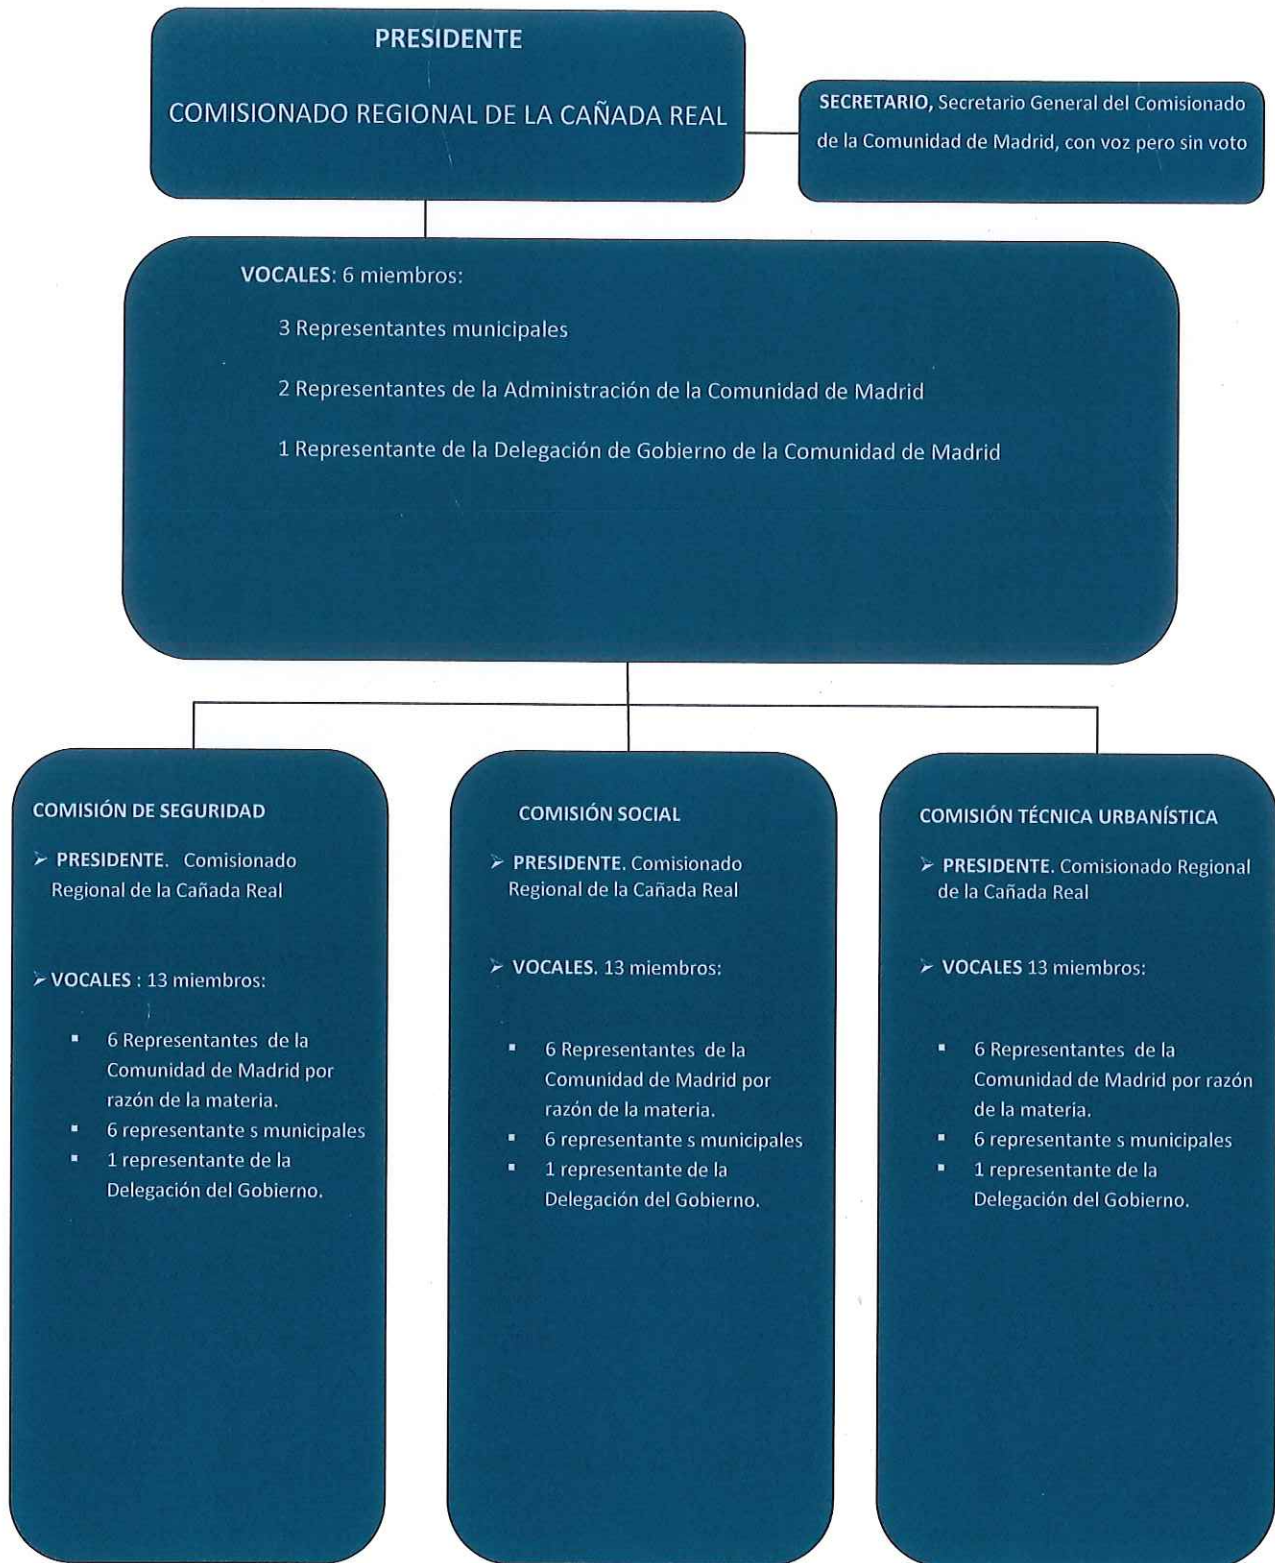 PRESIDENTE
COMISIONADO REGIONAL DE LA CAÑADA REAL
SECRETARIO, Secretario General del Comisionado
de la Comunidad de Madrid, con voz pero sin voto
VOCALES: 6 miembros:
3 Representantes municipales
2 Representantes de la Administración de la Comunidad de Madrid
1 Representante de la Delegación de Gobierno de la Comunidad de Madrid
COMISIÓN DE SEGURIDAD
➢ PRESIDENTE. Comisionado
Regional de la Cañada Real
➢ VOCALES : 13 miembros:
▪ 6 Representantes de la
Comunidad de Madrid por
razón de la materia.
▪ 6 representante s municipales
▪ 1 representante de la
Delegación del Gobierno.
COMISIÓN SOCIAL
➢ PRESIDENTE. Comisionado
Regional de la Cañada Real
➢ VOCALES. 13 miembros:
▪ 6 Representantes de la
Comunidad de Madrid por
razón de la materia.
▪ 6 representante s municipales
▪ 1 representante de la
Delegación del Gobierno.
COMISIÓN TÉCNICA URBANÍSTICA
➢ PRESIDENTE. Comisionado Regional
de la Cañada Real
➢ VOCALES 13 miembros:
▪ 6 Representantes de la
Comunidad de Madrid por razón
de la materia.
▪ 6 representante s municipales
▪ 1 representante de la
Delegación del Gobierno.